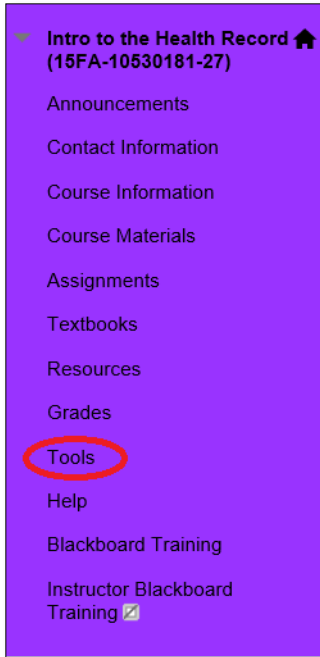 Intro to the Health Record
(15FA-10530181-27)
Announcements
Contact Information
Course Information
Course Materials
Assignments
Textbooks
Resources
Grades
Tools
Help
Blackboard Training
Instructor Blackboard
Training